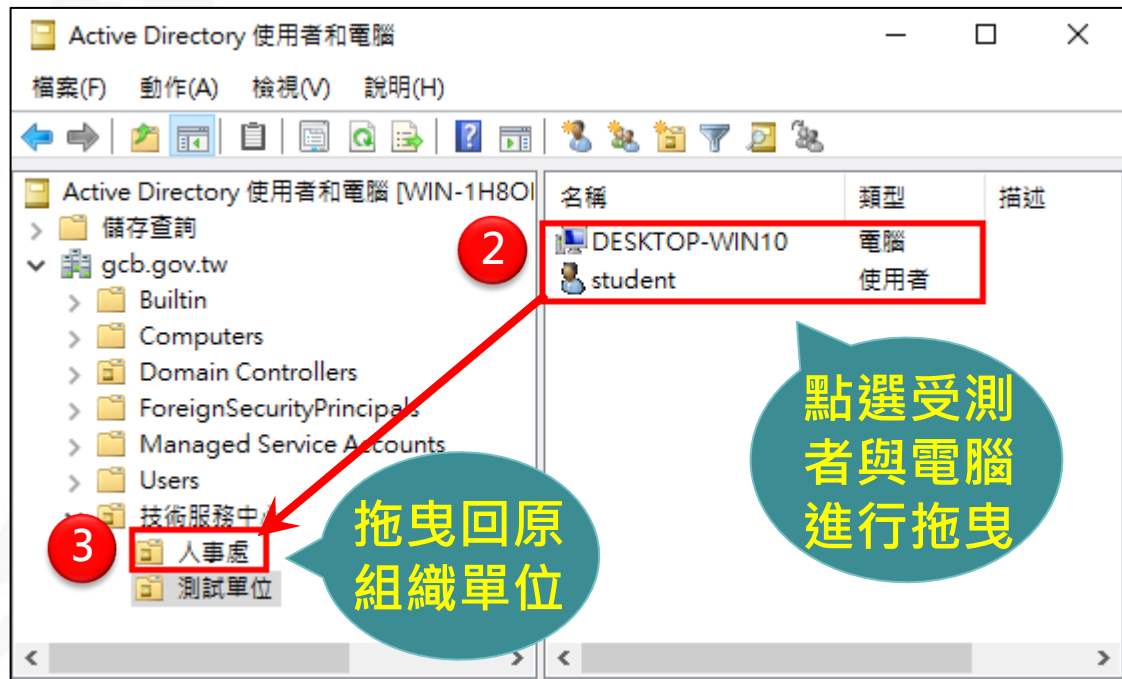 Active Directory 使用者和電腦
檔案(F) 動作(A) 檢視(V) 說明(H)
Active Directory 使用者和電腦 [WIN-1H8OI
儲存查詢
gcb.gov.tw
Builtin
Computers
Domain Controllers
ForeignSecurityPrincipals
Managed Service Accounts
Users
技術服務中心
人事處
測試單位
名稱 類型 描述
DESKTOP-WIN10 電腦
student 使用者
2
點選受測
者與電腦
進行拖曳
3
拖曳回原
組織單位